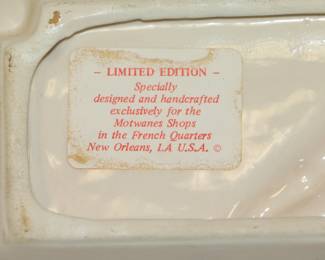 – LIMITED EDITION –
Specially
designed and handcrafted
exclusively for the
Motwanes Shops
in the French Quarters
New Orleans, LA U.S.A. ©